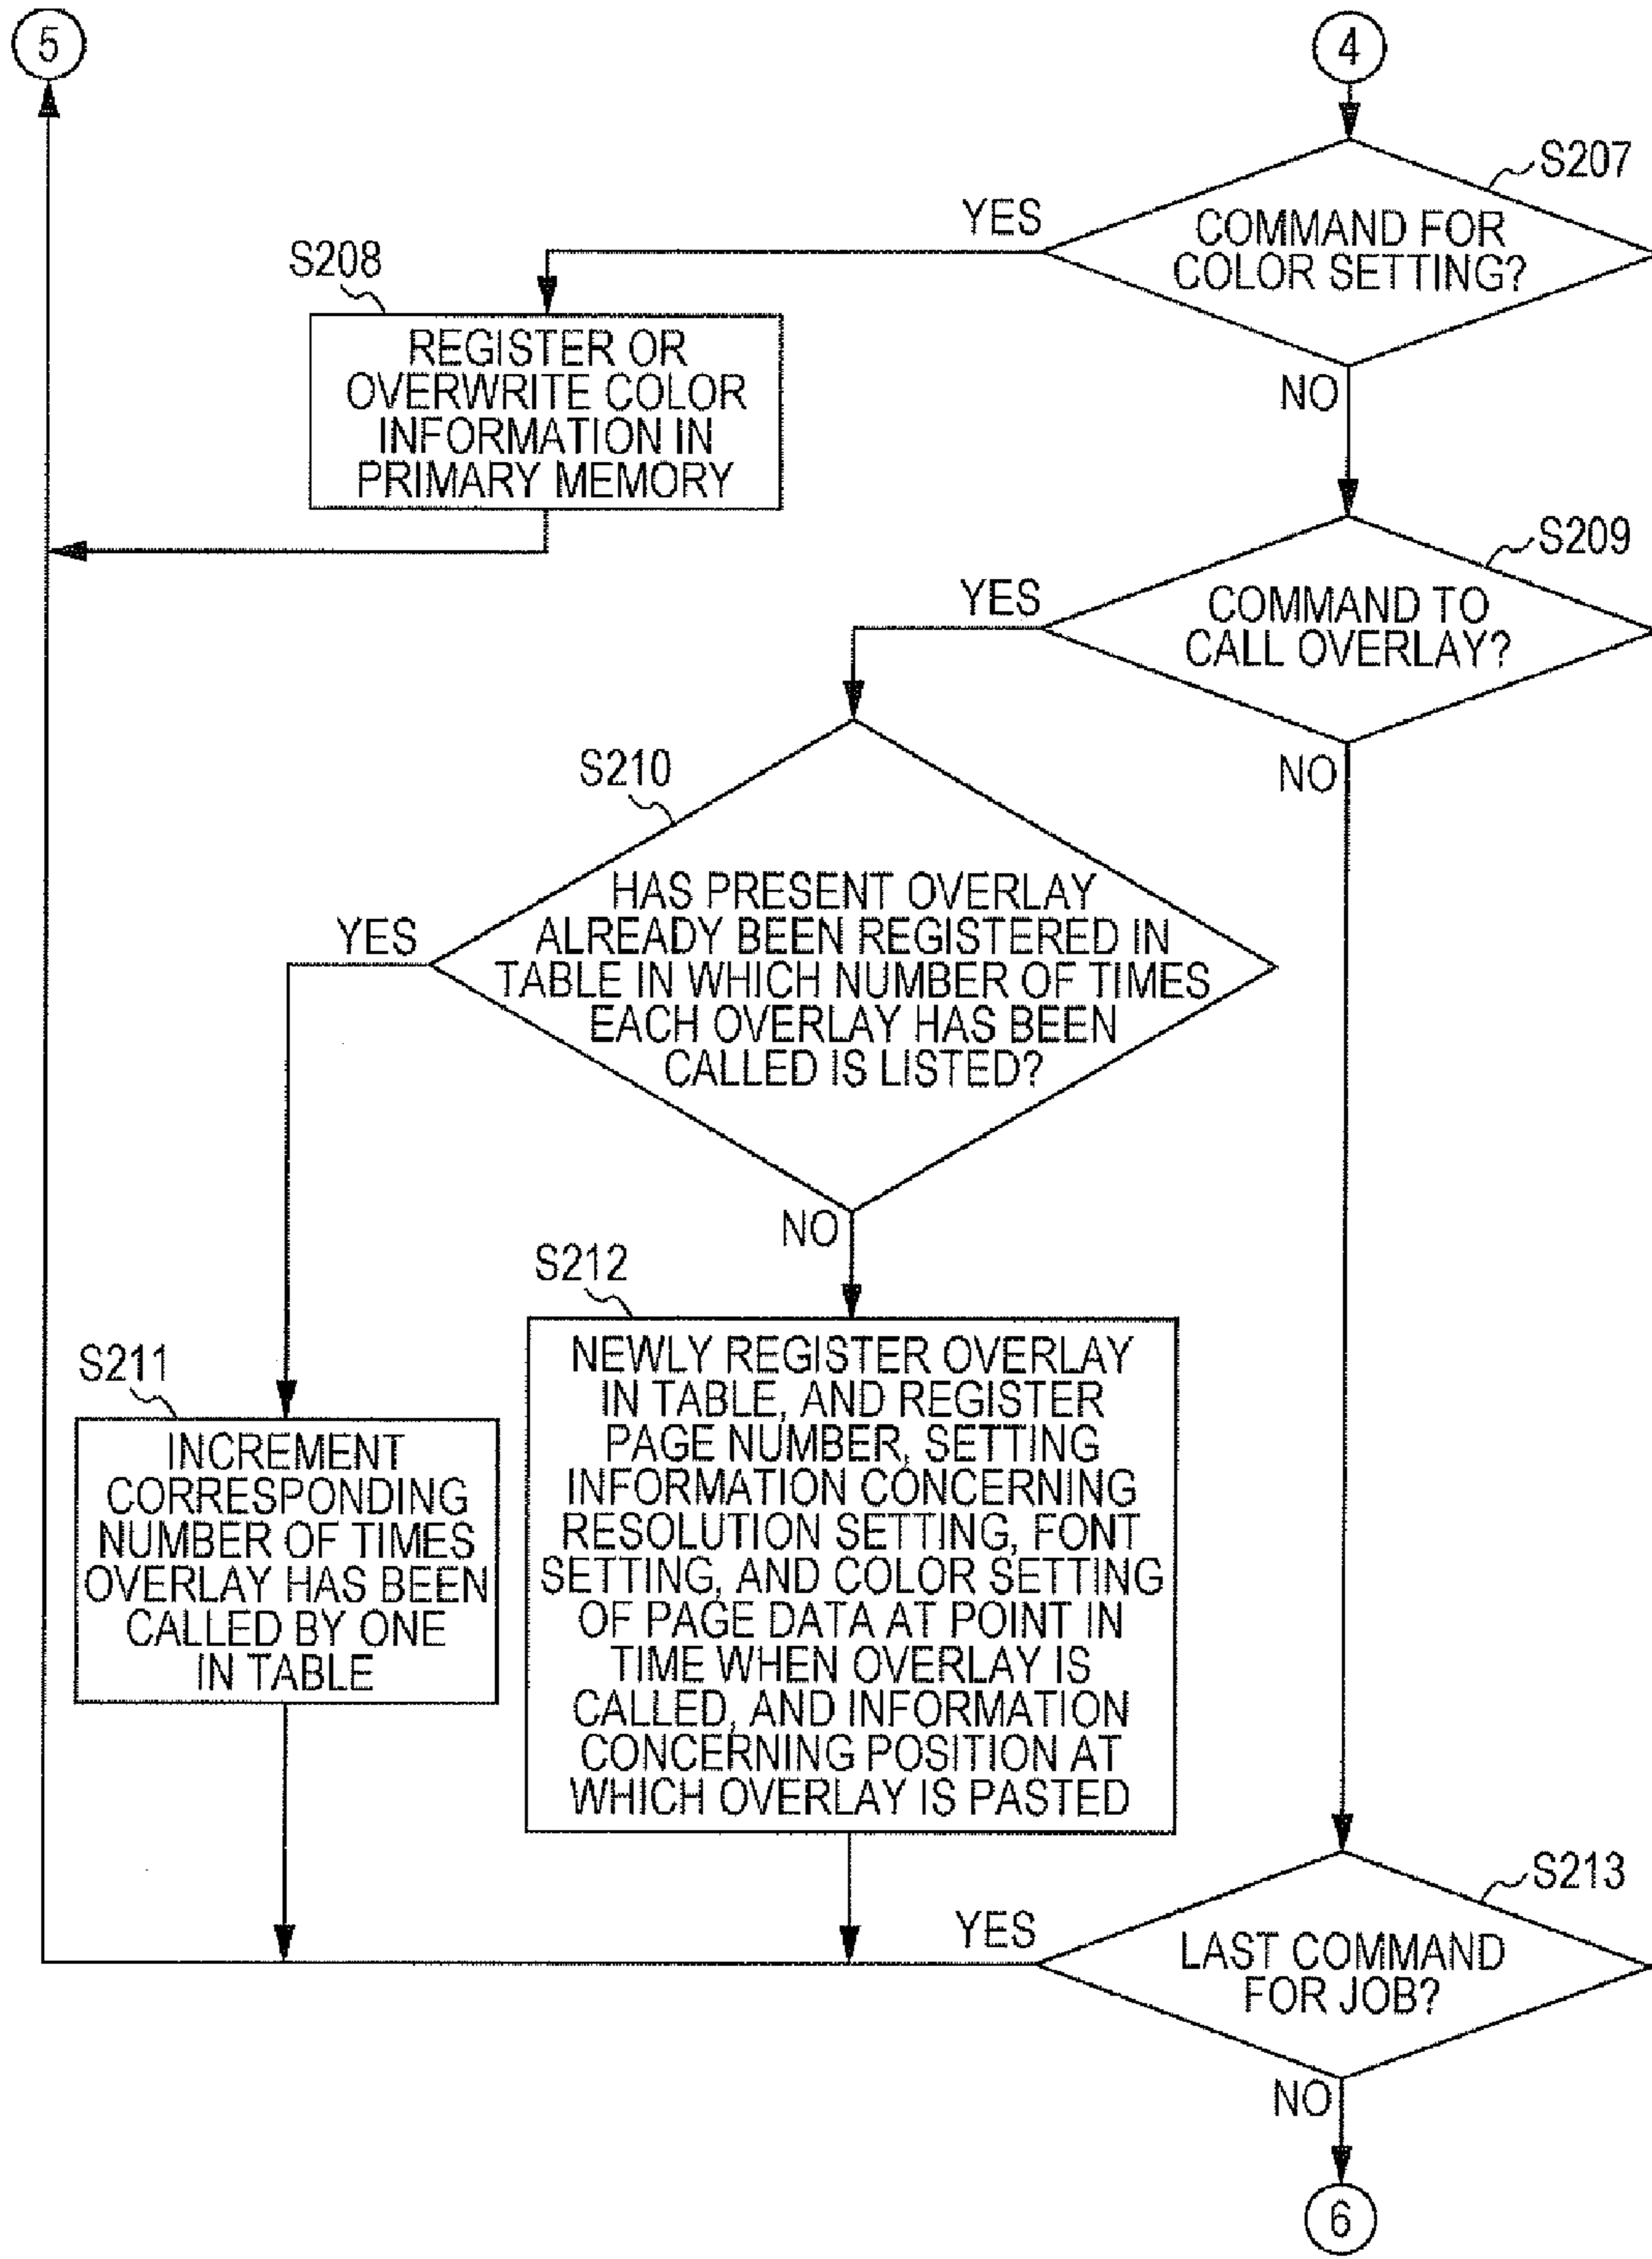 5
4
S207
YES
COMMAND FOR
COLOR SETTING?
NO
S208
REGISTER OR
OVERWRITE COLOR
INFORMATION IN
PRIMARY MEMORY
S209
YES
COMMAND TO
CALL OVERLAY?
NO
S210
YES
HAS PRESENT OVERLAY
ALREADY BEEN REGISTERED IN
TABLE IN WHICH NUMBER OF TIMES
EACH OVERLAY HAS BEEN
CALLED IS LISTED?
NO
S211
INCREMENT
CORRESPONDING
NUMBER OF TIMES
OVERLAY HAS BEEN
CALLED BY ONE
IN TABLE
S212
NEWLY REGISTER OVERLAY
IN TABLE, AND REGISTER
PAGE NUMBER, SETTING
INFORMATION CONCERNING
RESOLUTION SETTING, FONT
SETTING, AND COLOR SETTING
OF PAGE DATA AT POINT IN
TIME WHEN OVERLAY IS
CALLED, AND INFORMATION
CONCERNING POSITION AT
WHICH OVERLAY IS PASTED
S213
YES
LAST COMMAND
FOR JOB?
NO
6